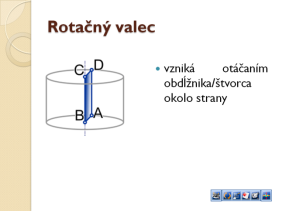 Rotačný valec
C D
B A
vzniká otáčaním
obdĺžnika/štvorca
okolo strany